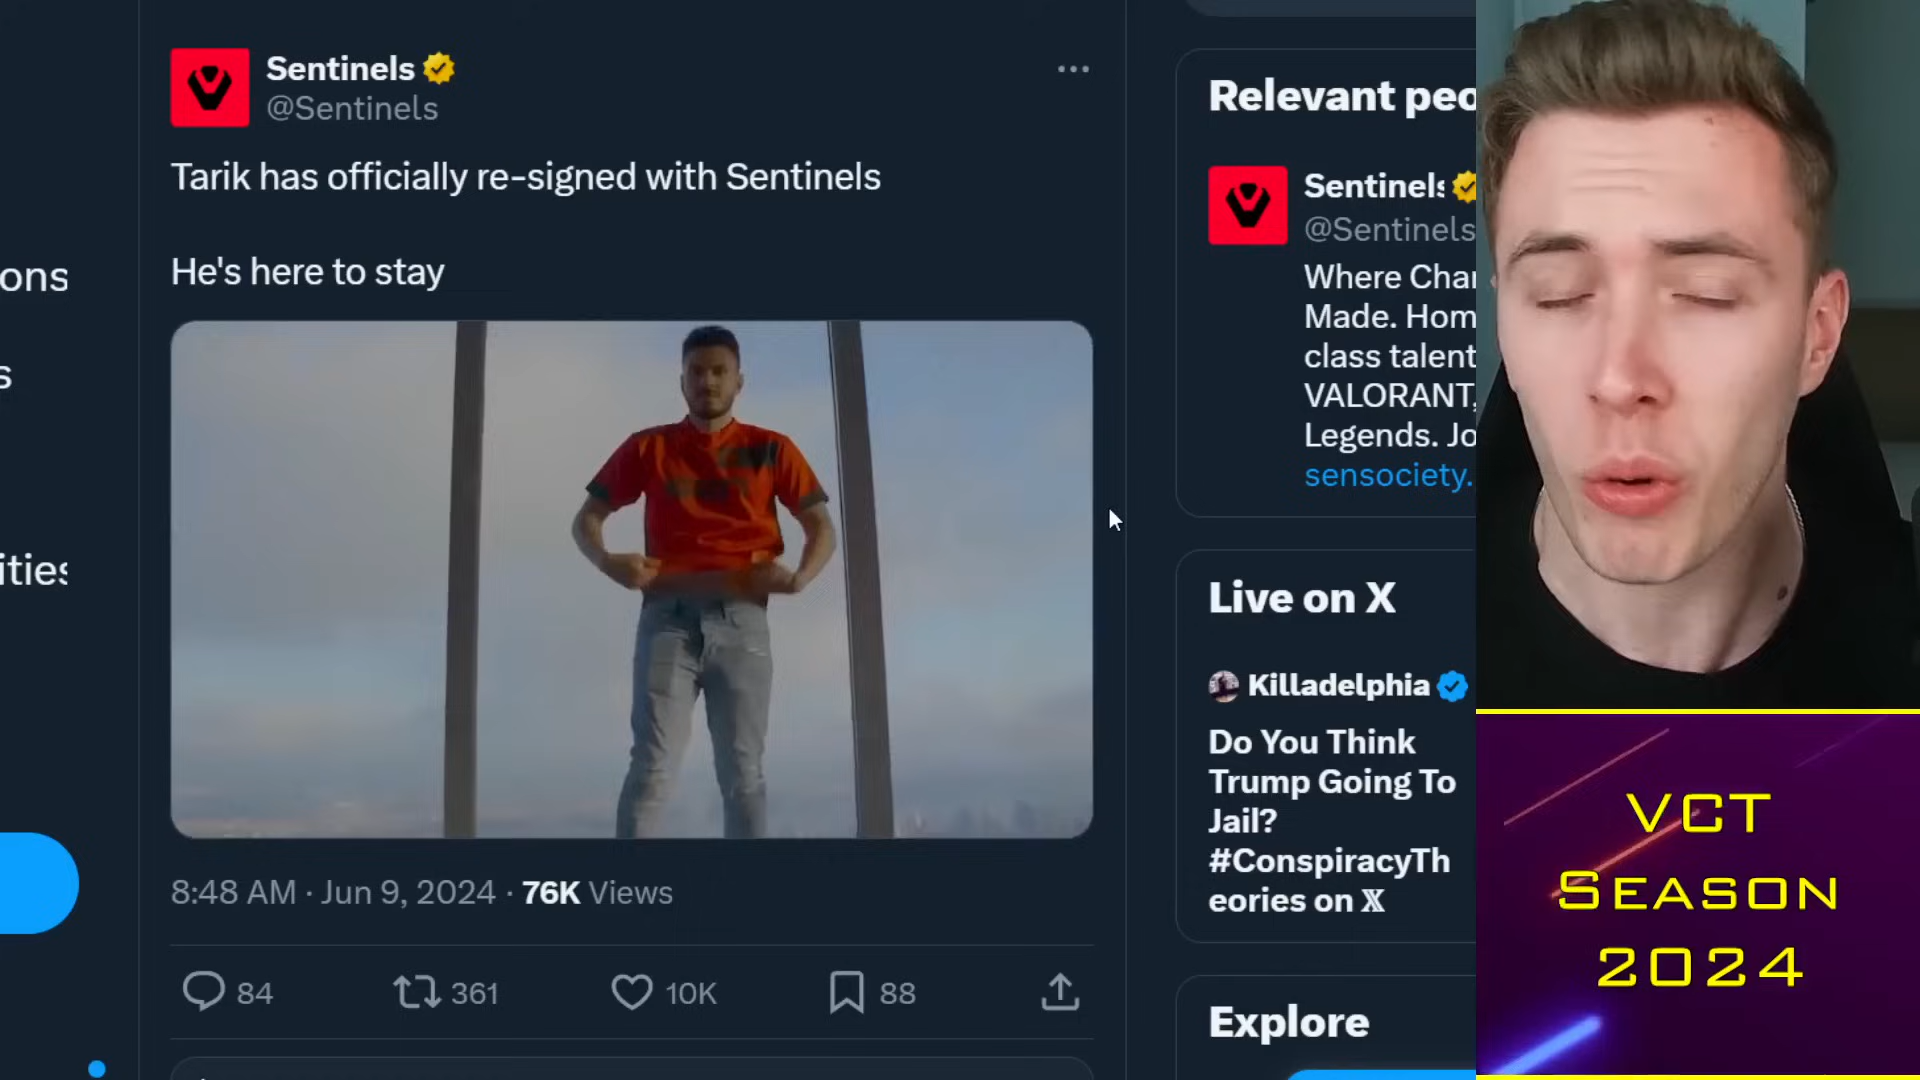 ons
s
ities
Sentinels
@Sentinels
Tarik has officially re-signed with Sentinels
He's here to stay
8:48 AM · Jun 9, 2024 · 76K Views
84
361
10K
88
Relevant peo
Sentinels
@Sentinels
Where Char
Made. Hom
class talent
VALORANT,
Legends. Jo
sensociety.
Live on X
Killadelphia
Do You Think
Trump Going To
Jail?
#ConspiracyTh
eories on X
Explore
VCT
SEASON
2024